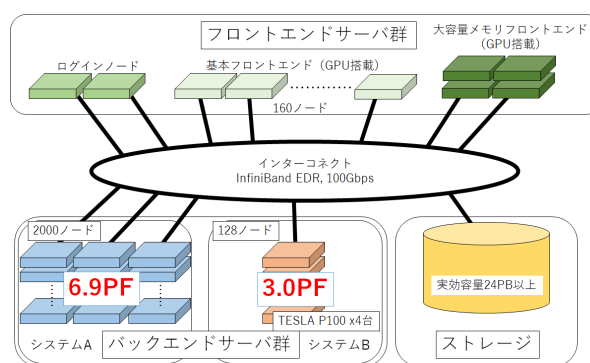 フロントエンドサーバ群
大容量メモリフロントエンド
(GPU搭載)
ログインノード
基本フロントエンド（GPU搭載）
160ノード
インターコネクト
InfiniBand EDR, 100Gbps
2000ノード
128ノード
6.9PF
3.0PF
実効容量24PB以上
TESLA P100 x4台
システムA
バックエンドサーバ群
システムB
ストレージ